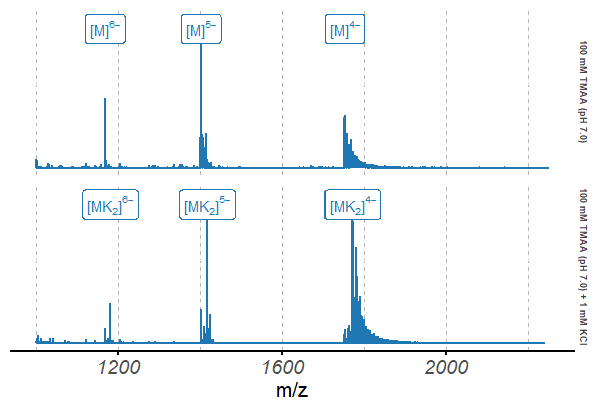 [M]6−
[M]5−
[M]4−
100 mM TMAA (pH 7.0)
[MK2]6−
[MK2]5−
[MK2]4−
100 mM TMAA (pH 7.0) + 1 mM KCl
1200
1600
2000
m/z